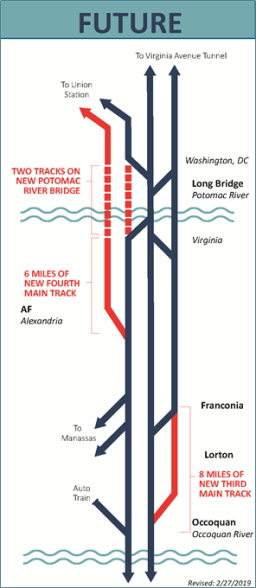 FUTURE
To Virginia Avenue Tunnel
To Union
Station
Washington, DC
TWO TRACKS ON
NEW POTOMAC
RIVER BRIDGE
Long Bridge
Potomac River
Virginia
6 MILES OF
NEW FOURTH
MAIN TRACK
AF
Alexandria
Franconia
To
Manassas
Lorton
8 MILES OF
NEW THIRD
MAIN TRACK
Auto
Train
Occoquan
Occoquan River
Revised: 2/27/2019